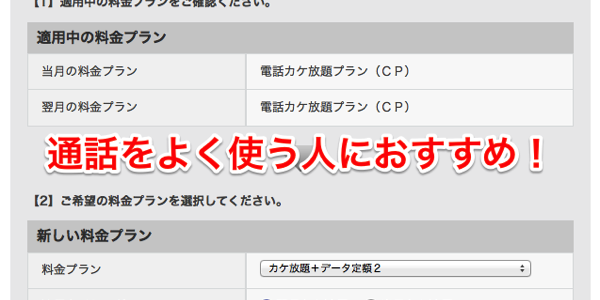 【1】適用中の料金プランをご確認ください。
適用中の料金プラン
当月の料金プラン 電話カケ放題プラン（ＣＰ）
翌月の料金プラン 電話カケ放題プラン（ＣＰ）
通話をよく使う人におすすめ！
【2】ご希望の料金プランを選択してください。
新しい料金プラン
料金プラン カケ放題＋データ定額２